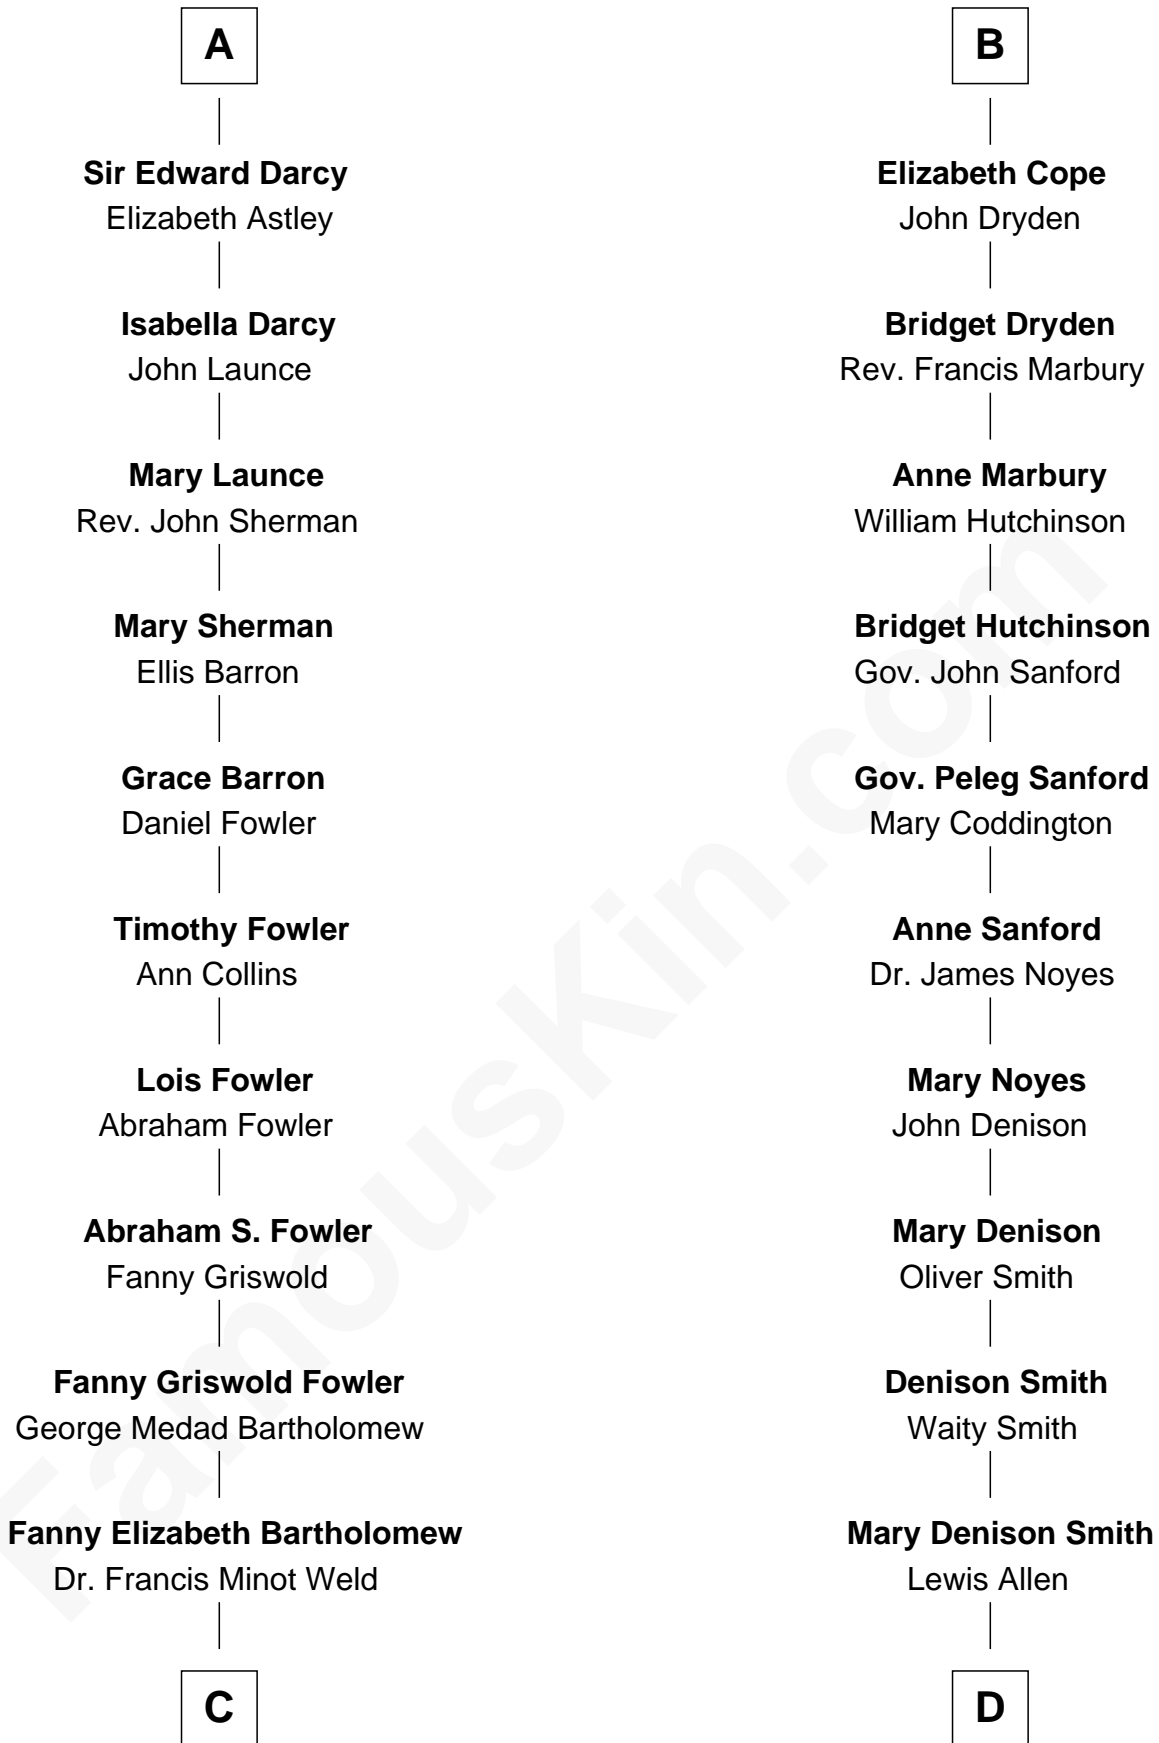 A
Sir Edward Darcy
Elizabeth Astley
Isabella Darcy
John Launce
Mary Launce
Rev. John Sherman
Mary Sherman
Ellis Barron
Grace Barron
Daniel Fowler
Timothy Fowler
Ann Collins
Lois Fowler
Abraham Fowler
Abraham S. Fowler
Fanny Griswold
Fanny Griswold Fowler
George Medad Bartholomew
Fanny Elizabeth Bartholomew
Dr. Francis Minot Weld
C
B
Elizabeth Cope
John Dryden
Bridget Dryden
Rev. Francis Marbury
Anne Marbury
William Hutchinson
Bridget Hutchinson
Gov. John Sanford
Gov. Peleg Sanford
Mary Coddington
Anne Sanford
Dr. James Noyes
Mary Noyes
John Denison
Mary Denison
Oliver Smith
Denison Smith
Waity Smith
Mary Denison Smith
Lewis Allen
D
FamousKin.com